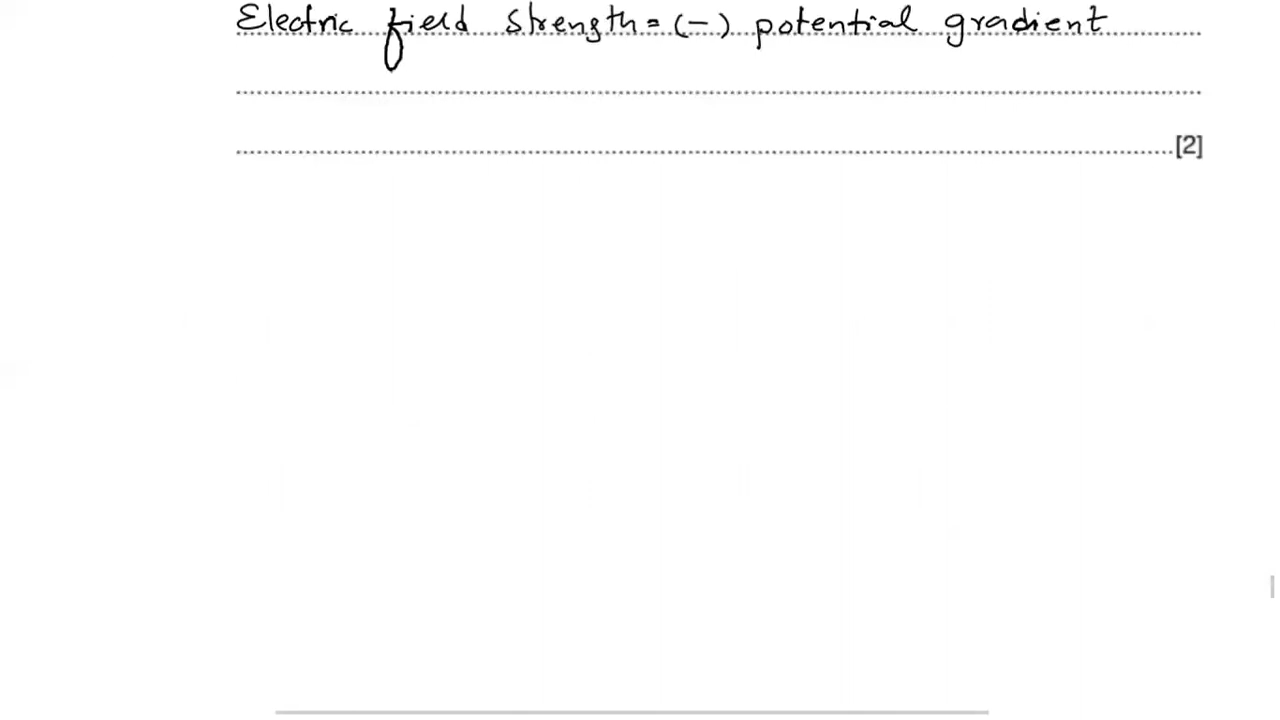 Electric field strength = (-) potential gradient
[2]